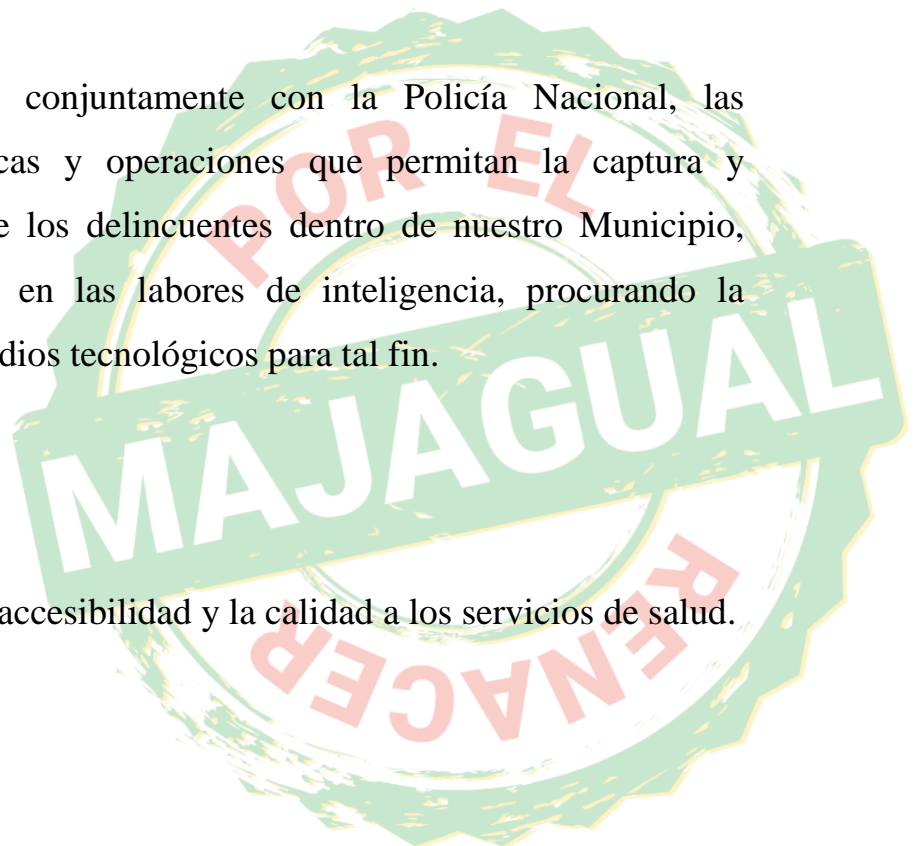 conjuntamente con la Policía Nacional, las
cas y operaciones que permitan la captura y
e los delincuentes dentro de nuestro Municipio,
en las labores de inteligencia, procurando la
dios tecnológicos para tal fin.
accesibilidad y la calidad a los servicios de salud.
POR EL
MAJAGUAL
RENACER